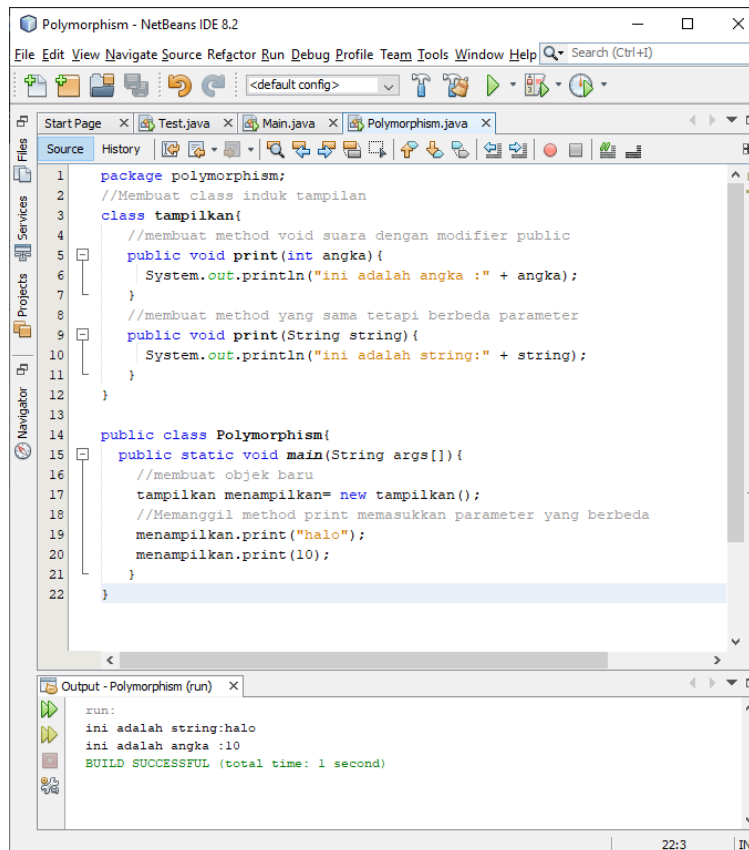 Polymorphism - NetBeans IDE 8.2
File Edit View Navigate Source Refactor Run Debug Profile Team Tools Window Help Search (Ctrl+I)
<default config>
Start Page Test.java Main.java Polymorphism.java
Source History
Files
Services
Projects
Navigator
1 package polymorphism;
2 //Membuat class induk tampilan
3 class tampilkan{
4 //membuat method void suara dengan modifier public
5 public void print(int angka){
6 System.out.println("ini adalah angka :" + angka);
7 }
8 //membuat method yang sama tetapi berbeda parameter
9 public void print(String string){
10 System.out.println("ini adalah string:" + string);
11 }
12 }
13
14 public class Polymorphism{
15 public static void main(String args[]){
16 //membuat objek baru
17 tampilkan menampilkan= new tampilkan();
18 //Memanggil method print memasukkan parameter yang berbeda
19 menampilkan.print("halo");
20 menampilkan.print(10);
21 }
22 }
Output - Polymorphism (run)
run:
ini adalah string:halo
ini adalah angka :10
BUILD SUCCESSFUL (total time: 1 second)
22:3